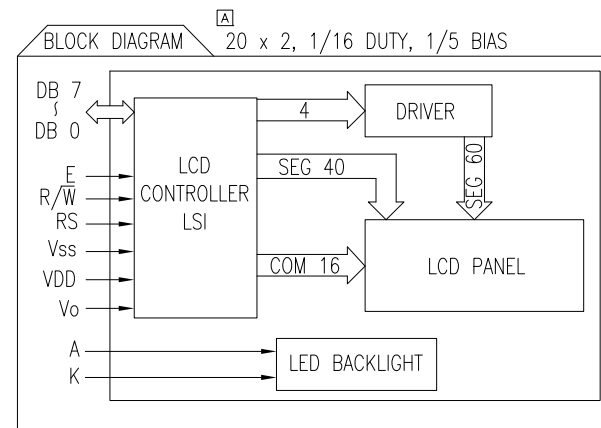 A
BLOCK DIAGRAM 20 x 2, 1/16 DUTY, 1/5 BIAS
DB 7
~
DB 0
E
R/W̅
RS
Vss
VDD
Vo
A
K
LCD
CONTROLLER
LSI
4
DRIVER
SEG 40
SEG 60
COM 16
LCD PANEL
LED BACKLIGHT